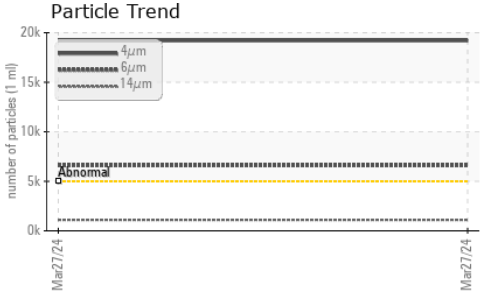 Particle Trend
number of particles (1 ml)
20k
15k
10k
5k
0k
4μm
6μm
14μm
Abnormal
Mar27/24
Mar27/24